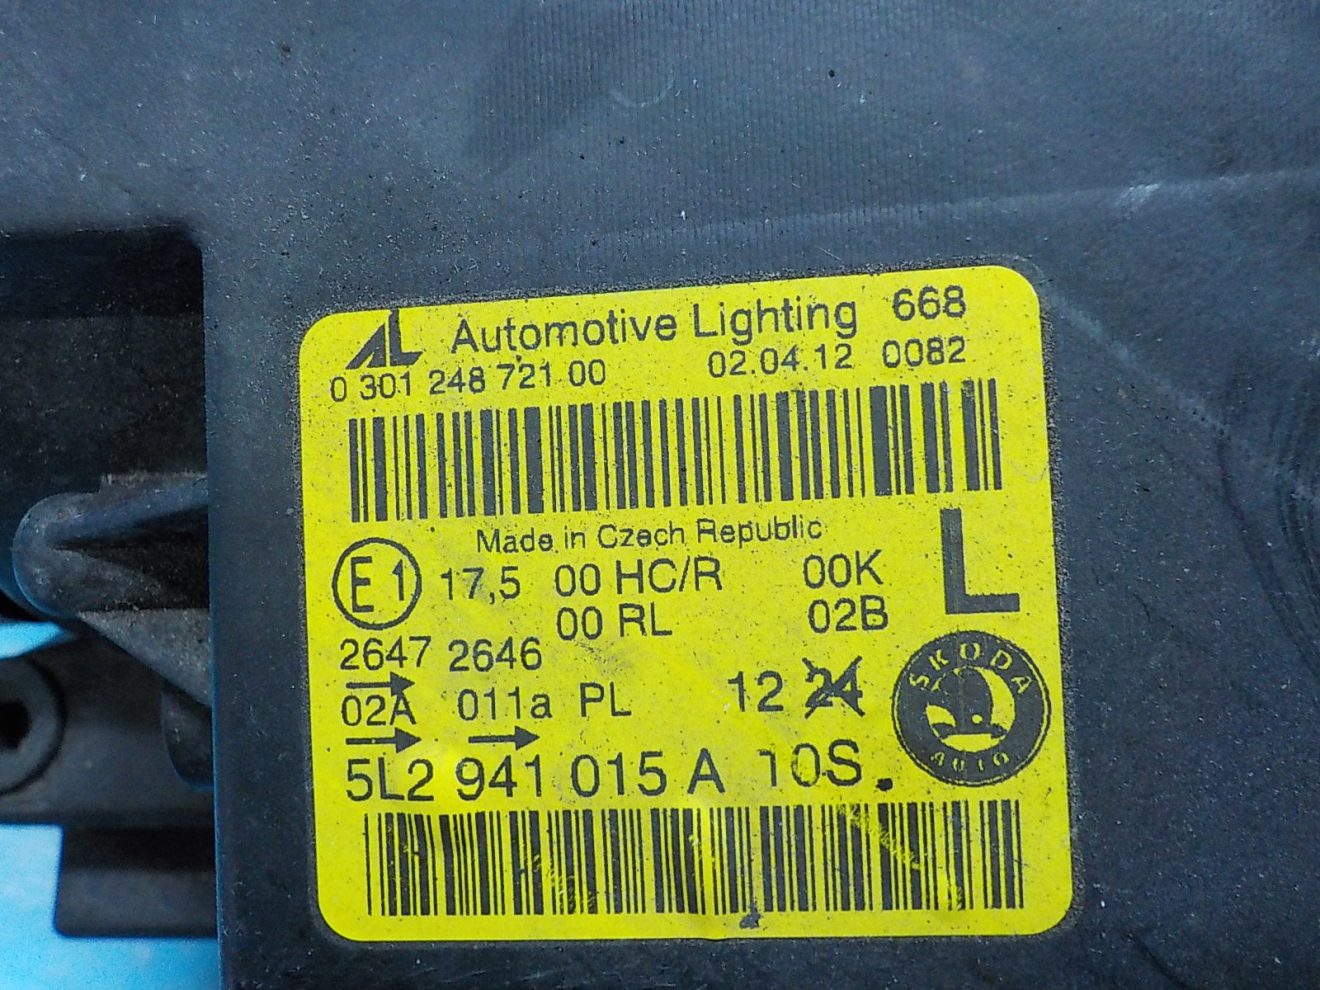 AL Automotive Lighting 668
0 301 248 721 00 02.04.12 0082
Made in Czech Republic
E1 17,5 00 HC/R 00K L
00 RL 02B
2647 2646
02A 011a PL 12 24
SKODA
AUTO
5L2 941 015 A 10S.